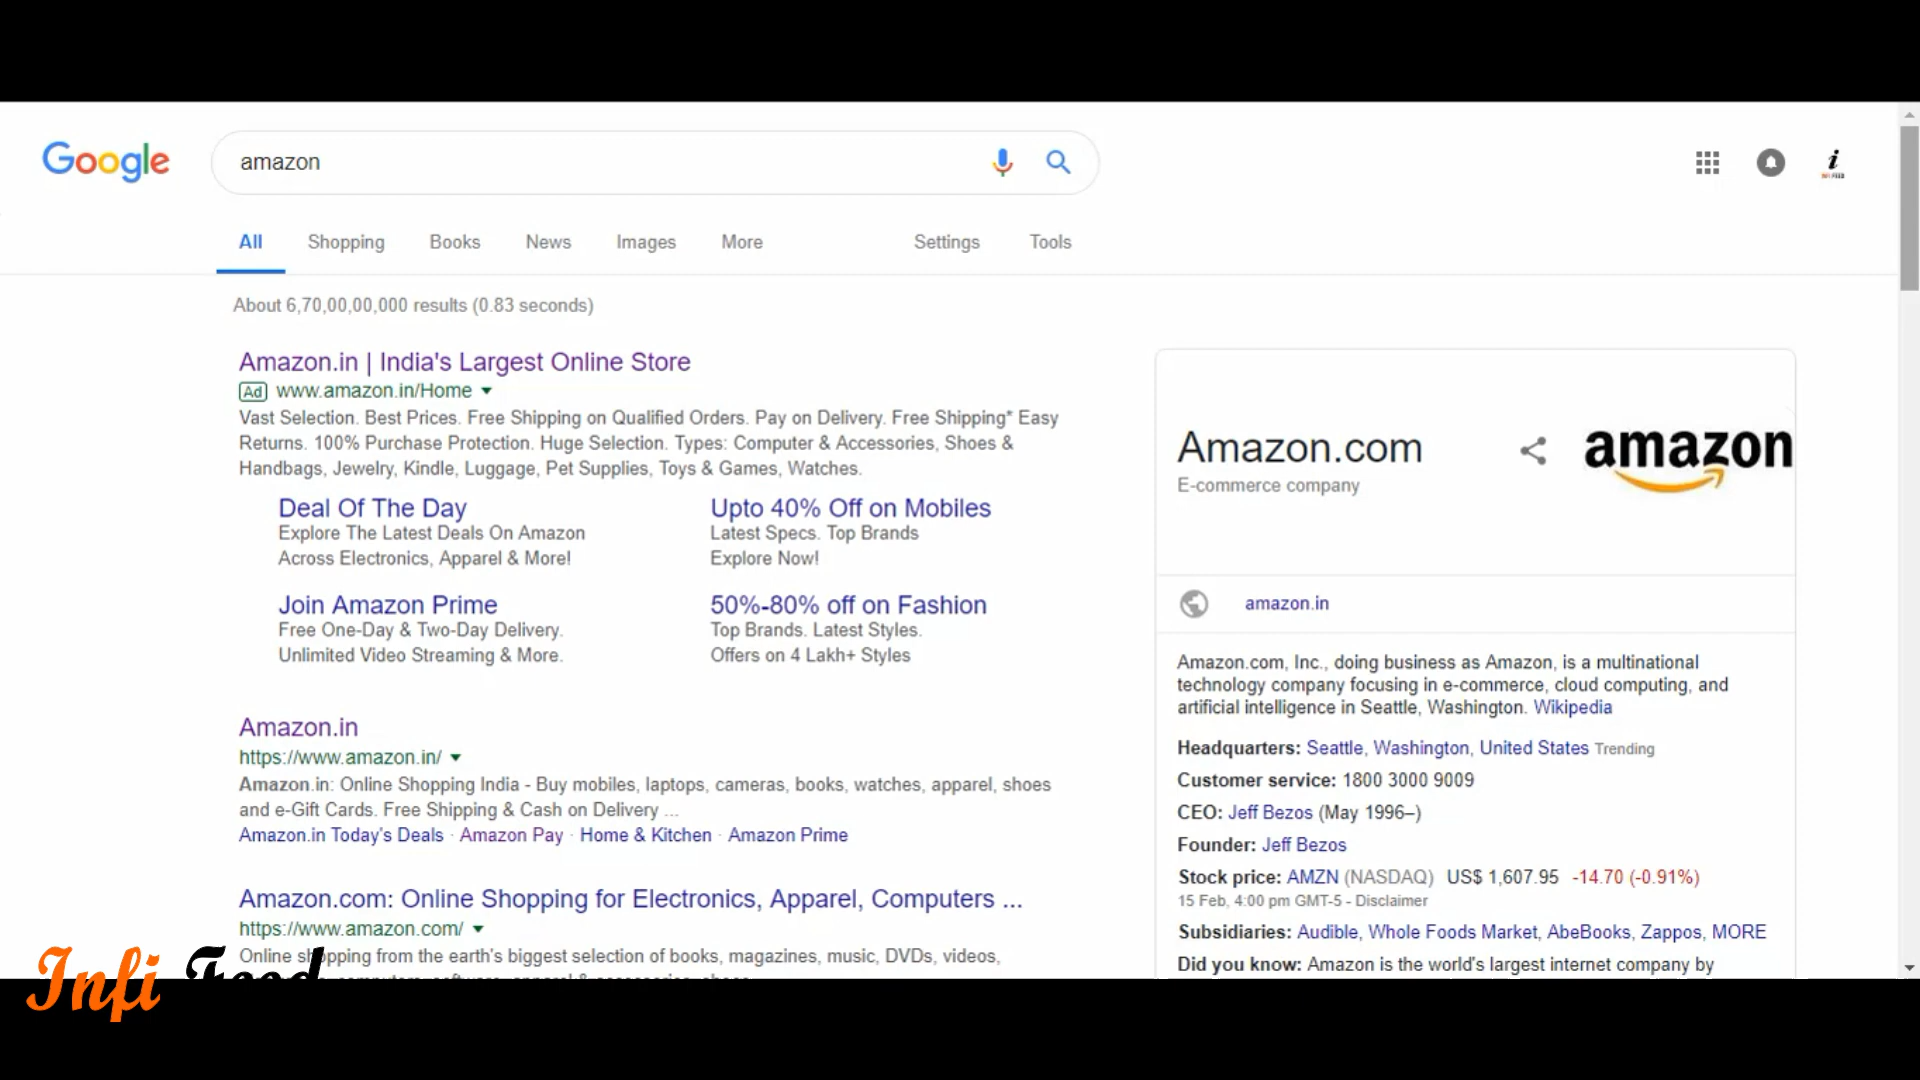 Google
amazon
i
All Shopping Books News Images More Settings Tools
About 6,70,00,00,000 results (0.83 seconds)
Amazon.in | India's Largest Online Store
Ad www.amazon.in/Home
Vast Selection. Best Prices. Free Shipping on Qualified Orders. Pay on Delivery. Free Shipping* Easy
Returns. 100% Purchase Protection. Huge Selection. Types: Computer & Accessories, Shoes &
Handbags, Jewelry, Kindle, Luggage, Pet Supplies, Toys & Games, Watches.
Deal Of The Day
Explore The Latest Deals On Amazon
Across Electronics, Apparel & More!
Upto 40% Off on Mobiles
Latest Specs. Top Brands
Explore Now!
Join Amazon Prime
Free One-Day & Two-Day Delivery.
Unlimited Video Streaming & More.
50%-80% off on Fashion
Top Brands. Latest Styles.
Offers on 4 Lakh+ Styles
Amazon.in
https://www.amazon.in/
Amazon.in: Online Shopping India - Buy mobiles, laptops, cameras, books, watches, apparel, shoes
and e-Gift Cards. Free Shipping & Cash on Delivery ...
Amazon.in Today's Deals · Amazon Pay · Home & Kitchen · Amazon Prime
Amazon.com: Online Shopping for Electronics, Apparel, Computers ...
https://www.amazon.com/
Online shopping from the earth's biggest selection of books, magazines, music, DVDs, videos,
Amazon.com
E-commerce company
amazon
amazon.in
Amazon.com, Inc., doing business as Amazon, is a multinational
technology company focusing in e-commerce, cloud computing, and
artificial intelligence in Seattle, Washington. Wikipedia
Headquarters: Seattle, Washington, United States Trending
Customer service: 1800 3000 9009
CEO: Jeff Bezos (May 1996–)
Founder: Jeff Bezos
Stock price: AMZN (NASDAQ) US$ 1,607.95 -14.70 (-0.91%)
15 Feb, 4:00 pm GMT-5 - Disclaimer
Subsidiaries: Audible, Whole Foods Market, AbeBooks, Zappos, MORE
Did you know: Amazon is the world's largest internet company by
Infi Feed